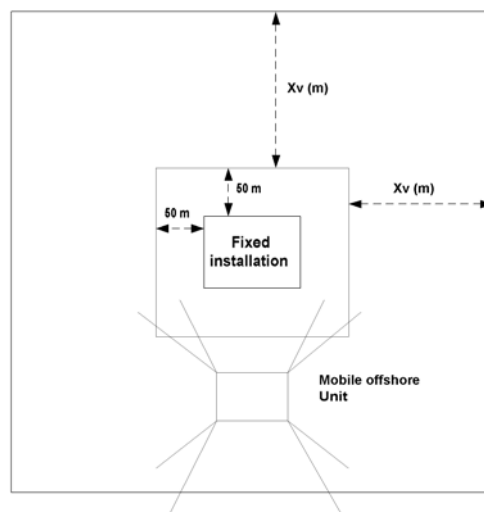 Xv (m)
50 m
Xv (m)
50 m
Fixed
installation
Mobile offshore
Unit